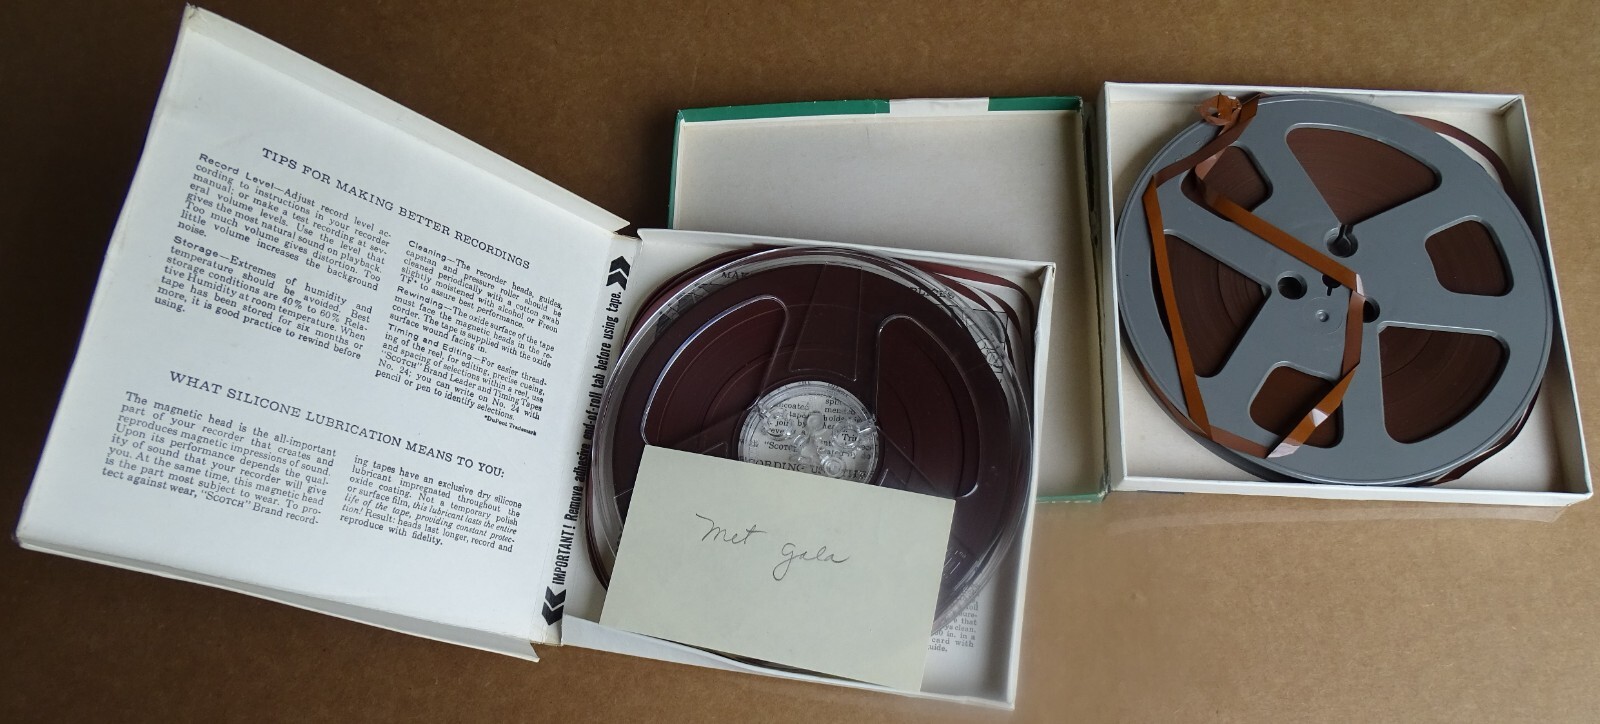 TIPS FOR MAKING BETTER RECORDINGS
Record Level—Adjust record level ac-
cording to instructions in your recorder
manual; or make a test recording at sev-
eral volume levels. Use the level that
gives the most natural sound on playback.
Too much volume gives distortion. Too
little volume increases the background
noise.
Storage—Extremes of humidity and
temperature should be avoided. Best
storage conditions are 40% to 60% Rela-
tive Humidity at room temperature. When
tape has been stored for six months or
more, it is good practice to rewind before
using.
Cleaning—The recorder heads, guides,
capstan and pressure roller should be
cleaned periodically with a cotton swab
slightly moistened with alcohol or Freon
"F"* to assure best performance.
Rewinding—The oxide surface of the tape
must face the magnetic heads in the re-
corder. The tape is supplied with the oxide
surface wound facing in.
Timing and Editing—For easier thread-
ing of the reel, for editing, precise cueing,
and spacing of selections within a reel, use
"SCOTCH" Brand Leader and Timing Tapes
No. 24; you can write on No. 24 with
pencil or pen to identify selections.
*DuPont Trademark
WHAT SILICONE LUBRICATION MEANS TO YOU:
The magnetic head is the all-important
part of your recorder that creates and
reproduces magnetic impressions of sound.
Upon its performance depends the qual-
ity of sound that your recorder will give
you. At the same time, this magnetic head
is the part most subject to wear. To pro-
tect against wear, "SCOTCH" Brand record-
ing tapes have an exclusive dry silicone
lubricant impregnated throughout the
oxide coating. Not a temporary polish
or surface film, this lubricant lasts the entire
life of the tape, providing constant protec-
tion! Result: heads last longer, record and
reproduce with fidelity.
IMPORTANT! Remove adhesive end-of-roll tab before using tape.
Met gala